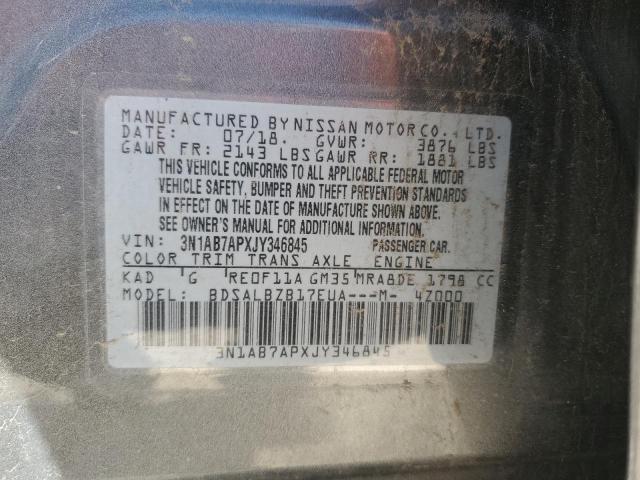 MANUFACTURED BY NISSAN MOTOR CO., LTD.
DATE: 07/18. GVWR: 3876 LBS
GAWR FR: 2143 LBS GAWR RR: 1881 LBS
THIS VEHICLE CONFORMS TO ALL APPLICABLE FEDERAL MOTOR
VEHICLE SAFETY, BUMPER AND THEFT PREVENTION STANDARDS
IN EFFECT ON THE DATE OF MANUFACTURE SHOWN ABOVE.
SEE OWNER'S MANUAL FOR ADDITIONAL INFORMATION.
VIN: 3N1AB7APXJY346845 PASSENGER CAR.
COLOR TRIM TRANS AXLE ENGINE
KAD G RE0F11A GM35 MRA8DE 1798 CC
MODEL: BDSALBZB17EUA---M- 4Z000
3N1AB7APXJY346845